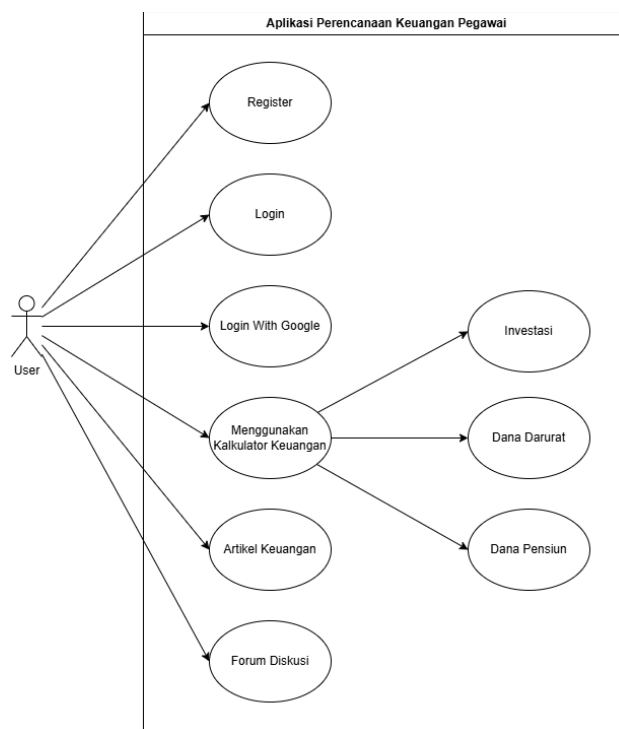 Aplikasi Perencanaan Keuangan Pegawai
Register
Login
Login With Google
Investasi
User
Menggunakan
Kalkulator Keuangan
Dana Darurat
Artikel Keuangan
Dana Pensiun
Forum Diskusi